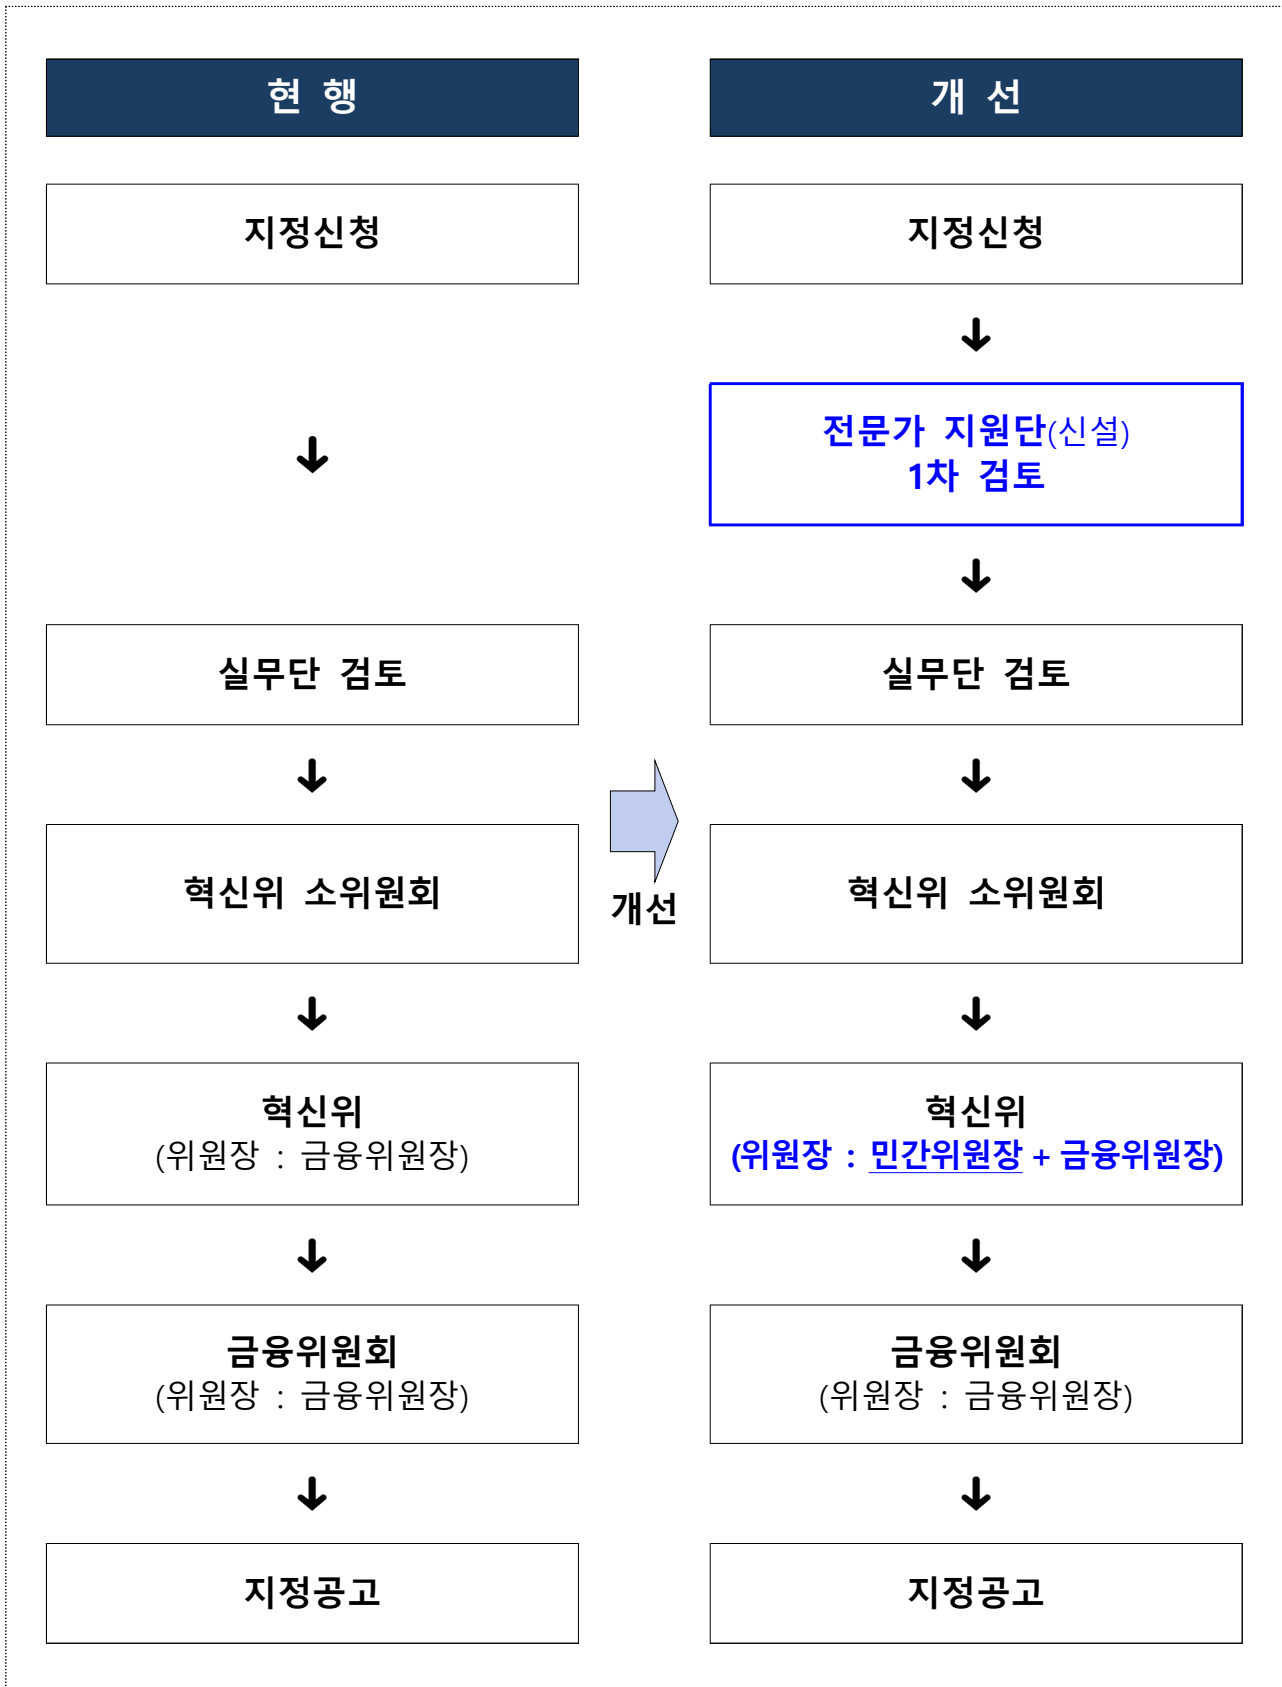 현 행
지정신청
실무단 검토
혁신위 소위원회
혁신위
(위원장 : 금융위원장)
금융위원회
(위원장 : 금융위원장)
지정공고
개선
개 선
지정신청
전문가 지원단(신설)
1차 검토
실무단 검토
혁신위 소위원회
혁신위
(위원장 : 민간위원장 + 금융위원장)
금융위원회
(위원장 : 금융위원장)
지정공고